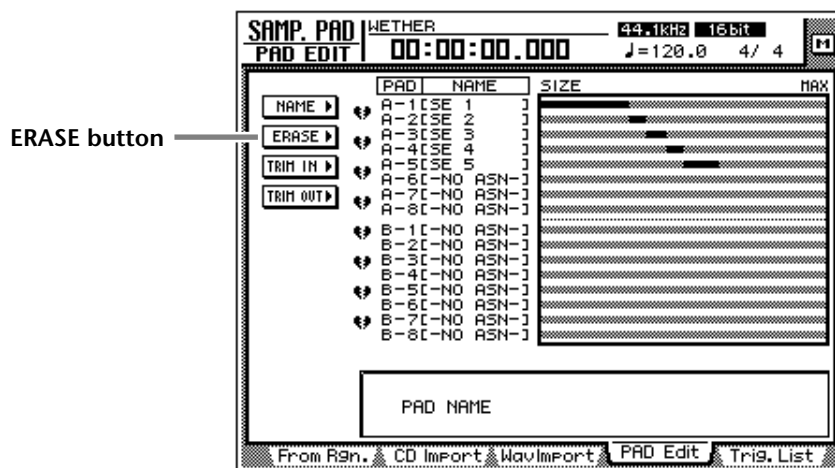 SAMP. PAD
PAD EDIT
WETHER
00:00:00.000
44.1kHz 16bit
♩=120.0 4/ 4
M
PAD NAME SIZE MAX
NAME
ERASE
TRIM IN
TRIM OUT
ERASE button
A-1[SE 1 ]
A-2[SE 2 ]
A-3[SE 3 ]
A-4[SE 4 ]
A-5[SE 5 ]
A-6[-NO ASN-]
A-7[-NO ASN-]
A-8[-NO ASN-]
B-1[-NO ASN-]
B-2[-NO ASN-]
B-3[-NO ASN-]
B-4[-NO ASN-]
B-5[-NO ASN-]
B-6[-NO ASN-]
B-7[-NO ASN-]
B-8[-NO ASN-]
PAD NAME
From Rgn. CD Import WavImport PAD Edit Trig. List